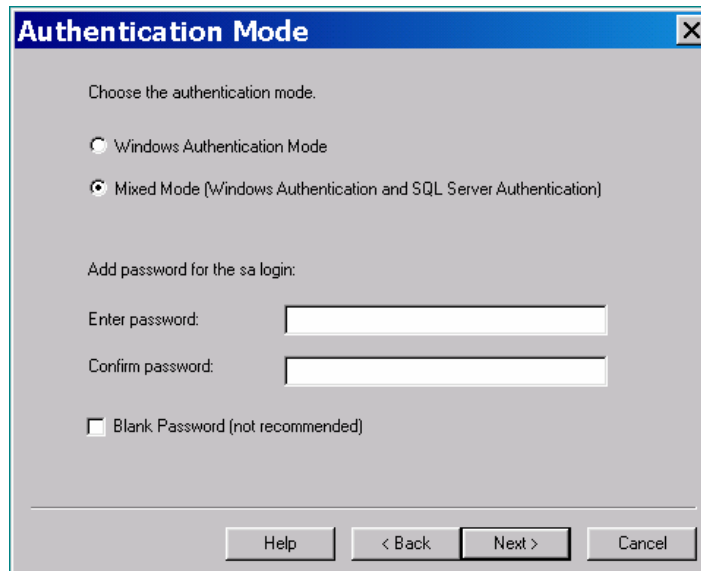 Authentication Mode
Choose the authentication mode.
Windows Authentication Mode
Mixed Mode (Windows Authentication and SQL Server Authentication)
Add password for the sa login:
Enter password:
Confirm password:
Blank Password (not recommended)
Help < Back Next > Cancel